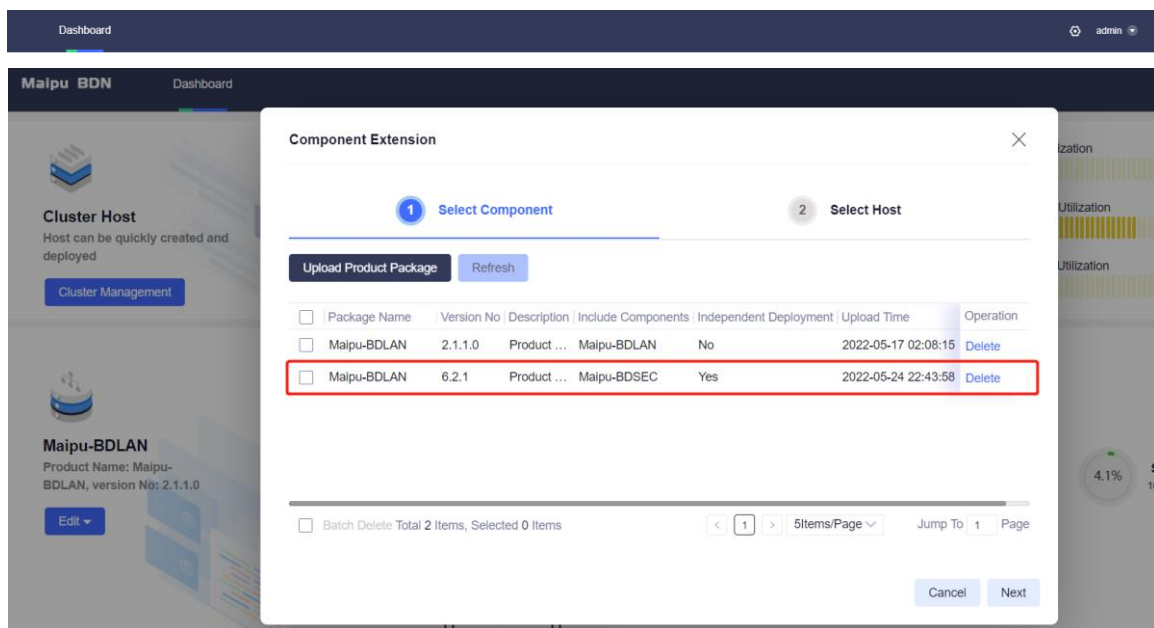 Dashboard
admin
Maipu BDN
Dashboard
Component Extension
1 Select Component
2 Select Host
Upload Product Package
Refresh
Package Name Version No Description Include Components Independent Deployment Upload Time Operation
Maipu-BDLAN 2.1.1.0 Product ... Maipu-BDLAN No 2022-05-17 02:08:15 Delete
Maipu-BDLAN 6.2.1 Product ... Maipu-BDSEC Yes 2022-05-24 22:43:58 Delete
Batch Delete Total 2 Items, Selected 0 Items
< 1 > 5Items/Page Jump To 1 Page
Cancel Next
Cluster Host
Host can be quickly created and
deployed
Cluster Management
Maipu-BDLAN
Product Name: Maipu-
BDLAN, version No: 2.1.1.0
Edit
ization
Utilization
Utilization
4.1%